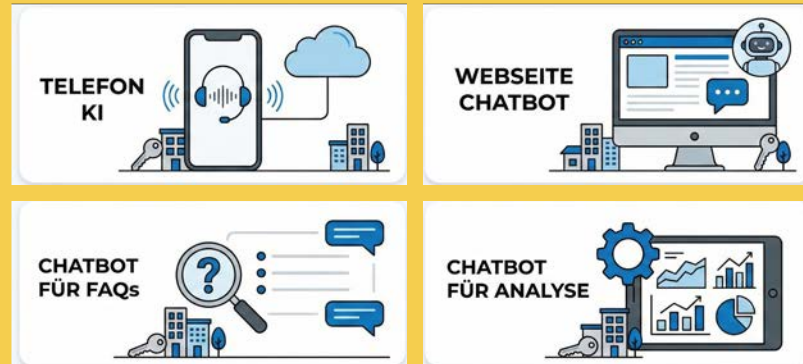 TELEFON
KI
WEBSEITE
CHATBOT
CHATBOT
FÜR FAQs
?
CHATBOT
FÜR ANALYSE